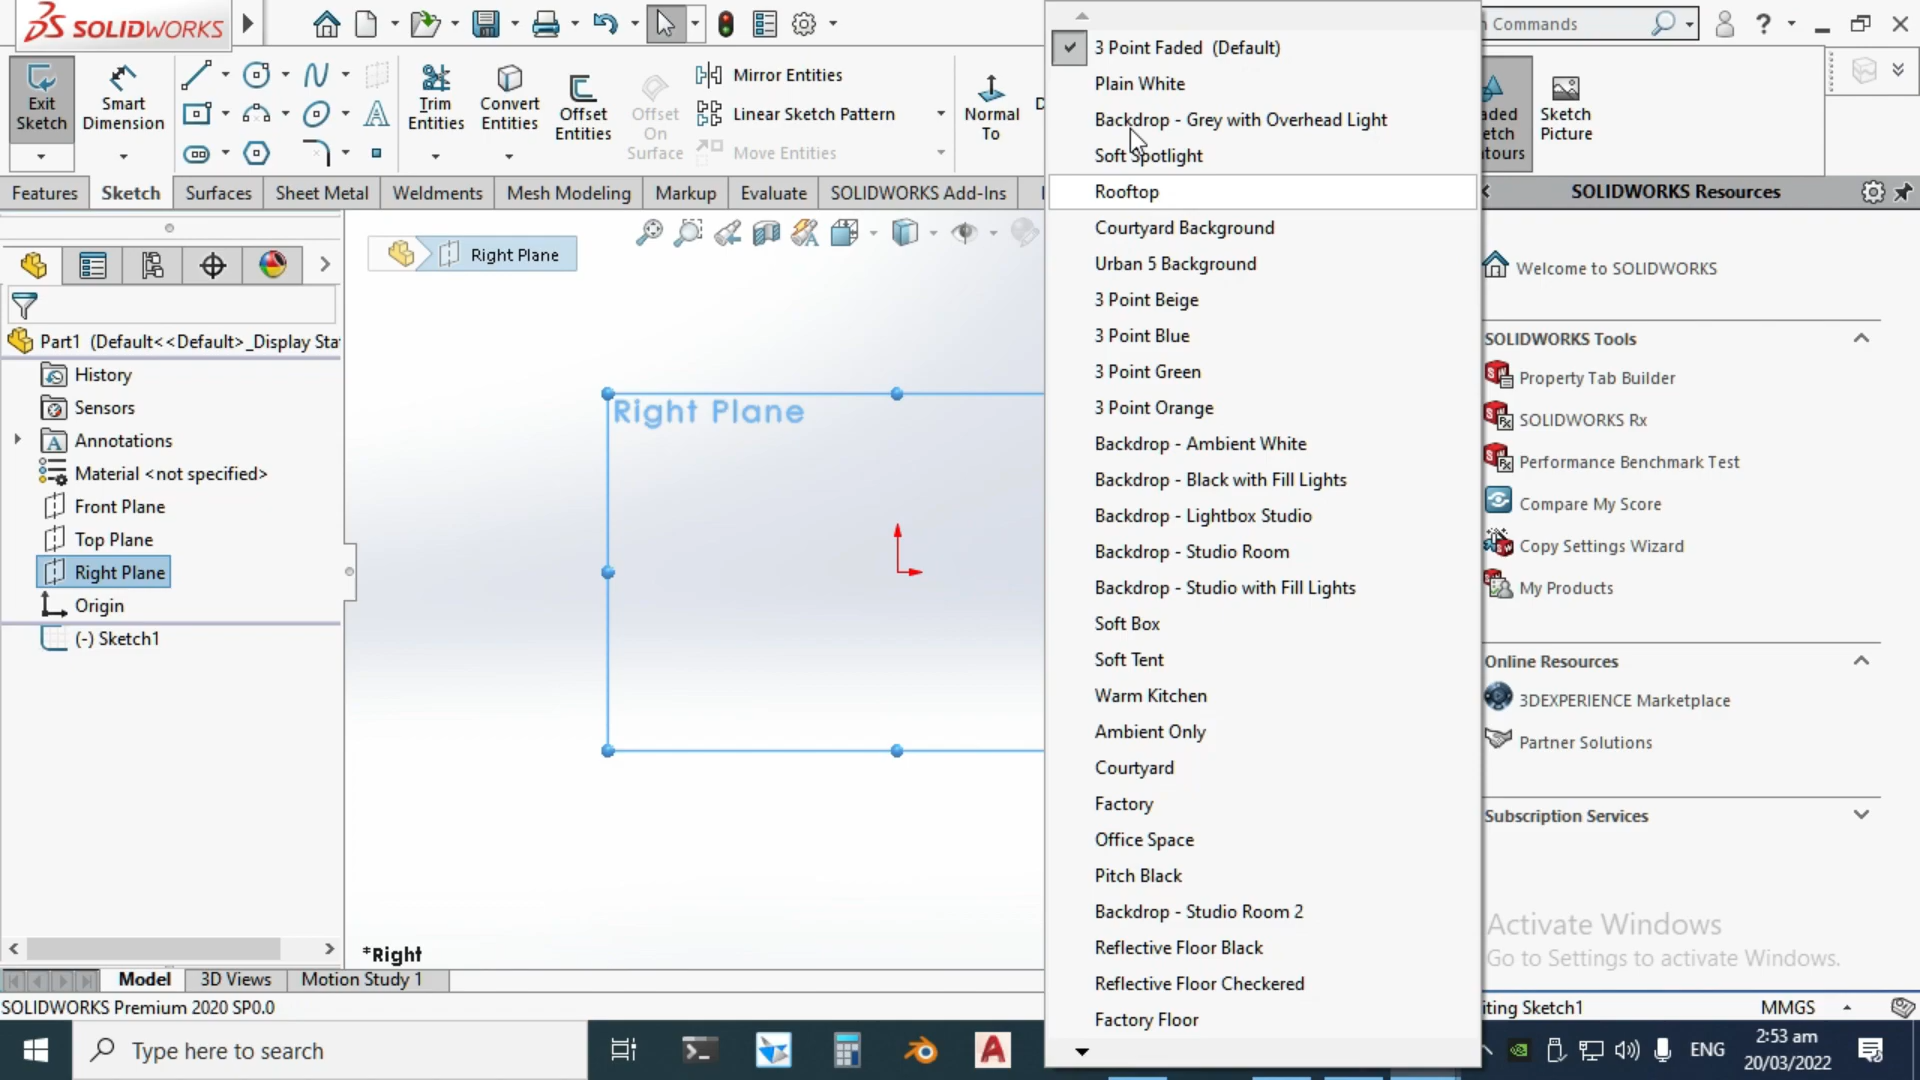 SOLIDWORKS
Commands
Exit Sketch
Smart Dimension
Trim Entities
Convert Entities
Offset Entities
Offset On Surface
Mirror Entities
Linear Sketch Pattern
Move Entities
Normal To
Sketch Picture
Features
Sketch
Surfaces
Sheet Metal
Weldments
Mesh Modeling
Markup
Evaluate
SOLIDWORKS Add-Ins
Right Plane
Part1 (Default<<Default>_Display Sta
History
Sensors
Annotations
Material <not specified>
Front Plane
Top Plane
Right Plane
Origin
(-) Sketch1
Right Plane
*Right
3 Point Faded (Default)
Plain White
Backdrop - Grey with Overhead Light
Soft Spotlight
Rooftop
Courtyard Background
Urban 5 Background
3 Point Beige
3 Point Blue
3 Point Green
3 Point Orange
Backdrop - Ambient White
Backdrop - Black with Fill Lights
Backdrop - Lightbox Studio
Backdrop - Studio Room
Backdrop - Studio with Fill Lights
Soft Box
Soft Tent
Warm Kitchen
Ambient Only
Courtyard
Factory
Office Space
Pitch Black
Backdrop - Studio Room 2
Reflective Floor Black
Reflective Floor Checkered
Factory Floor
SOLIDWORKS Resources
Welcome to SOLIDWORKS
SOLIDWORKS Tools
Property Tab Builder
SOLIDWORKS Rx
Performance Benchmark Test
Compare My Score
Copy Settings Wizard
My Products
Online Resources
3DEXPERIENCE Marketplace
Partner Solutions
Subscription Services
Activate Windows
Go to Settings to activate Windows.
Model
3D Views
Motion Study 1
SOLIDWORKS Premium 2020 SP0.0
iting Sketch1
MMGS
Type here to search
ENG
2:53 am
20/03/2022